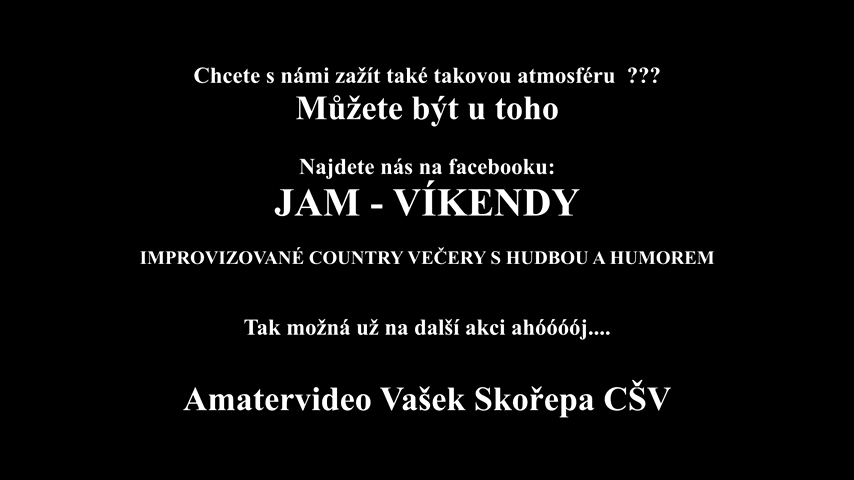 Chcete s námi zažít také takovou atmosféru  ???
Můžete být u toho
Najdete nás na facebooku:
JAM - VÍKENDY
IMPROVIZOVANÉ COUNTRY VEČERY S HUDBOU A HUMOREM
Tak možná už na další akci ahóóóój....
Amatervideo Vašek Skořepa CŠV